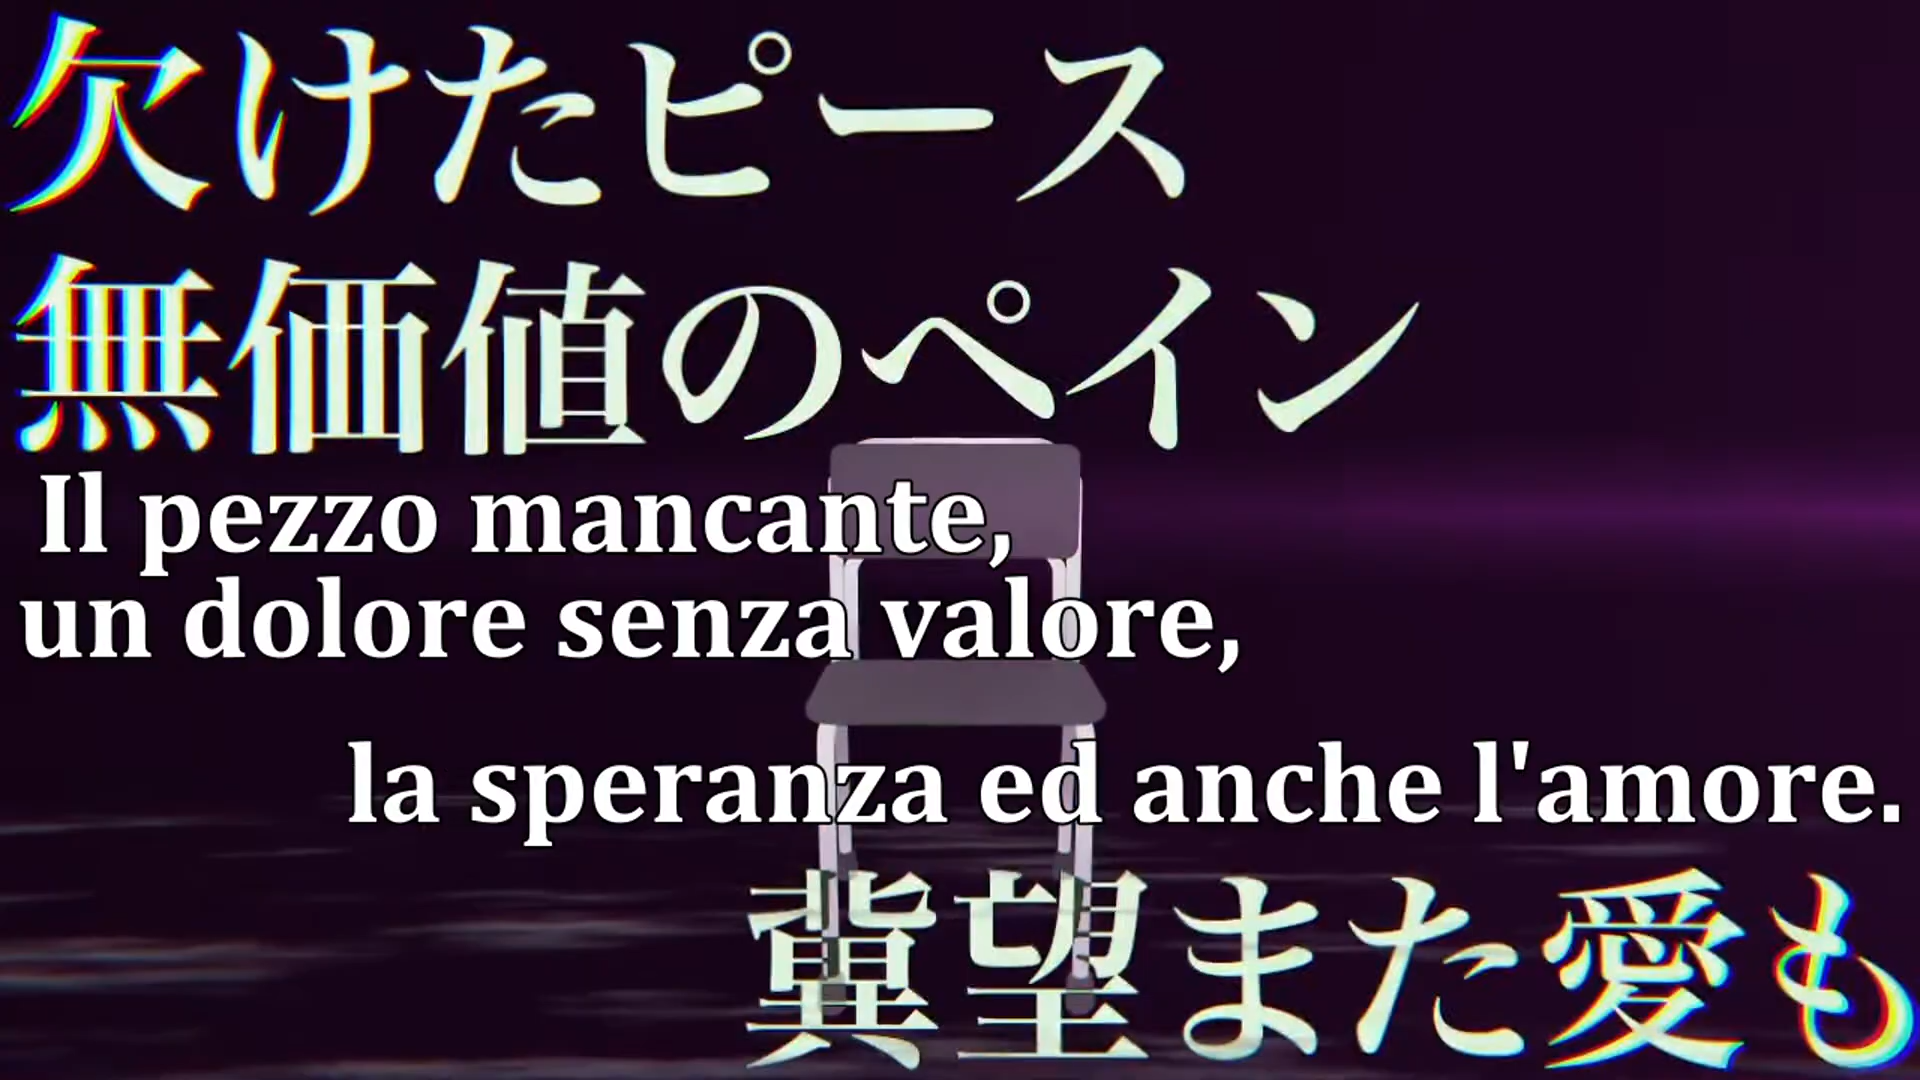 欠けたピース
無価値のペイン
Il pezzo mancante,
un dolore senza valore,
la speranza ed anche l'amore.
冀望また愛も